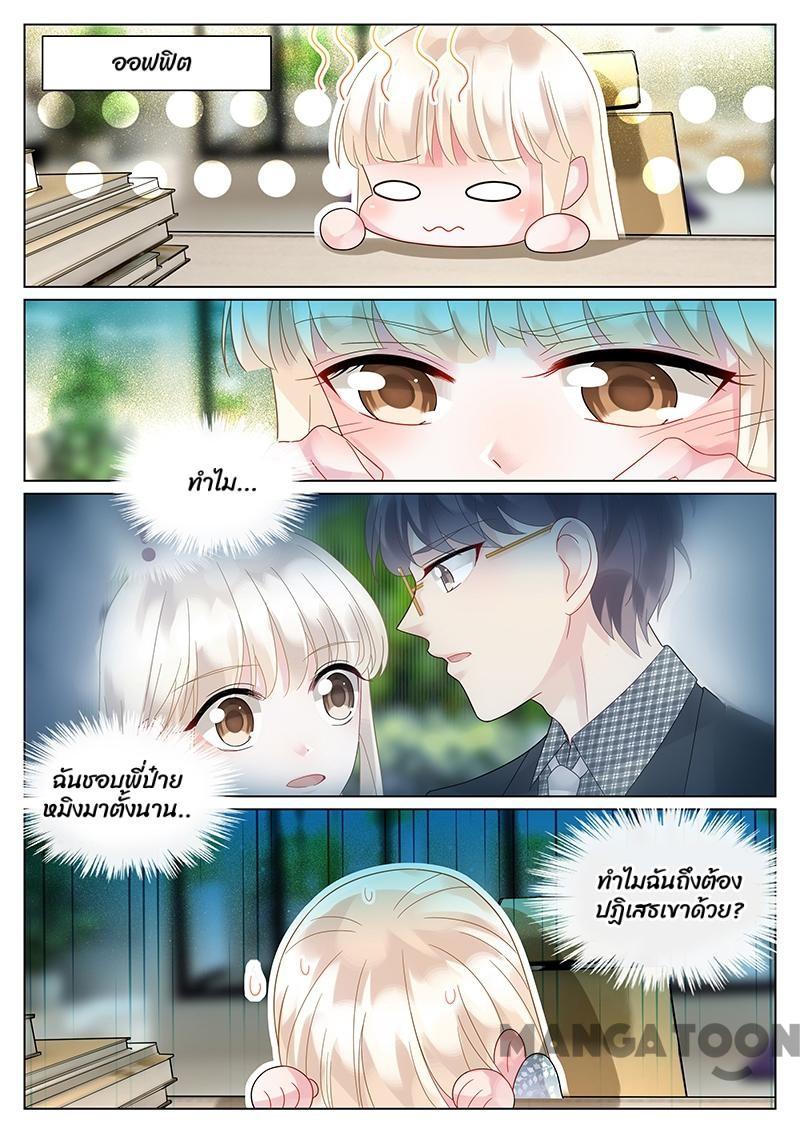 ออฟฟิต
ทำไม...
ฉันชอบพี่ป๋าย
หมิงมาตั้งนาน..
ทำไมฉันถึงต้อง
ปฏิเสธเขาด้วย?
MANGATOON